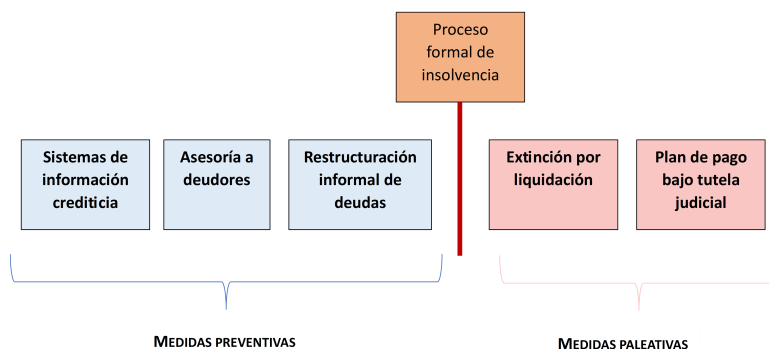 Proceso
formal de
insolvencia
Sistemas de
información
crediticia
Asesoría a
deudores
Restructuración
informal de
deudas
Extinción por
liquidación
Plan de pago
bajo tutela
judicial
MEDIDAS PREVENTIVAS
MEDIDAS PALEATIVAS